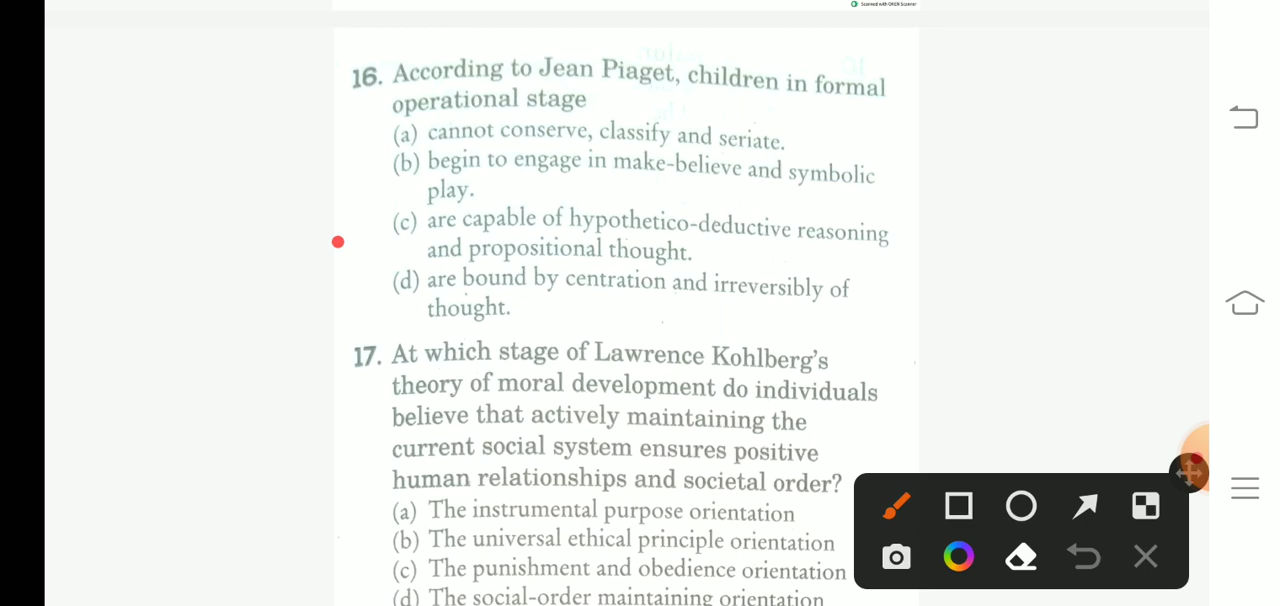 Scanned with OKEN Scanner
16. According to Jean Piaget, children in formal
operational stage
(a) cannot conserve, classify and seriate.
(b) begin to engage in make-believe and symbolic
play.
(c) are capable of hypothetico-deductive reasoning
and propositional thought.
(d) are bound by centration and irreversibly of
thought.
17. At which stage of Lawrence Kohlberg's
theory of moral development do individuals
believe that actively maintaining the
current social system ensures positive
human relationships and societal order?
(a) The instrumental purpose orientation
(b) The universal ethical principle orientation
(c) The punishment and obedience orientation
(d) The social-order maintaining orientation